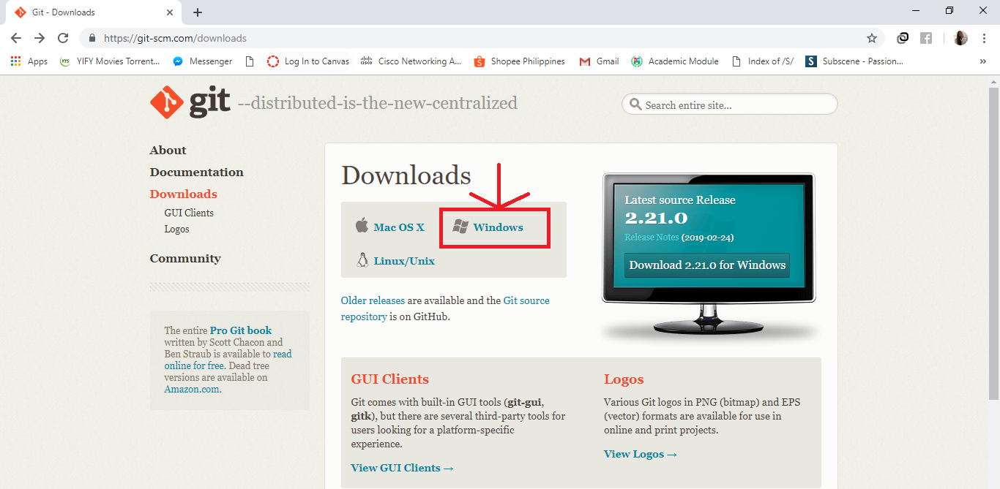 Git - Downloads
https://git-scm.com/downloads
Apps YIFY Movies Torrent... Messenger Log In to Canvas Cisco Networking A... Shopee Philippines Gmail Academic Module Index of /S/ Subscene - Passion... »
git --distributed-is-the-new-centralized
Search entire site...
About
Documentation
Downloads
GUI Clients
Logos
Community
The entire Pro Git book
written by Scott Chacon and
Ben Straub is available to read
online for free. Dead tree
versions are available on
Amazon.com.
Downloads
Mac OS X Windows
Linux/Unix
Older releases are available and the Git source
repository is on GitHub.
Latest source Release
2.21.0
Release Notes (2019-02-24)
Download 2.21.0 for Windows
GUI Clients
Git comes with built-in GUI tools (git-gui,
gitk), but there are several third-party tools for
users looking for a platform-specific
experience.
View GUI Clients →
Logos
Various Git logos in PNG (bitmap) and EPS
(vector) formats are available for use in
online and print projects.
View Logos →